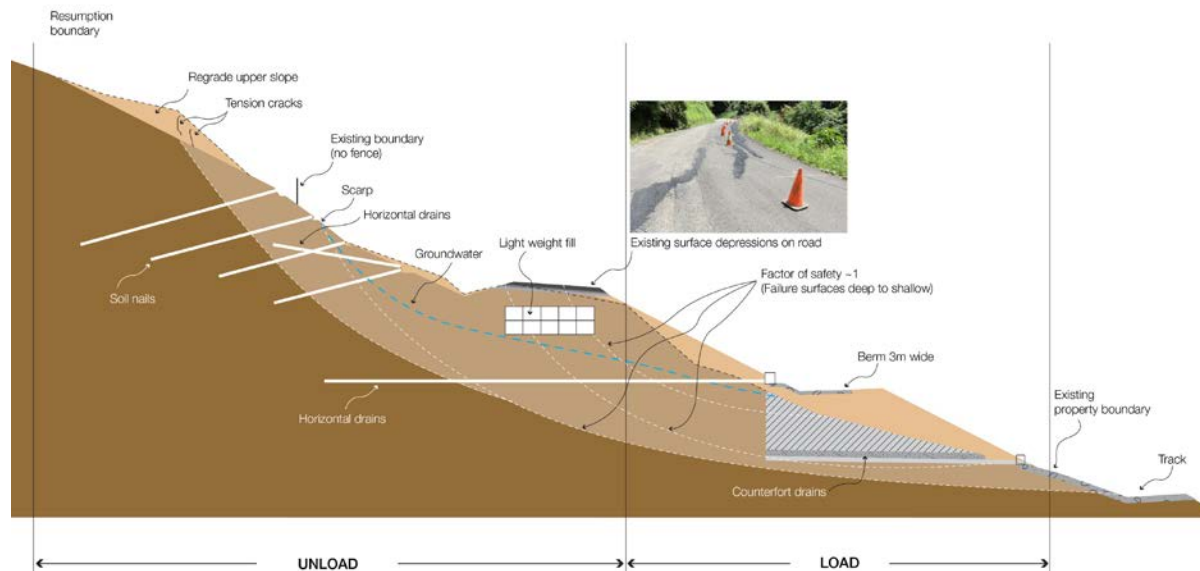 Resumption
boundary
Regrade upper slope
Tension cracks
Existing boundary
(no fence)
Scarp
Horizontal drains
Groundwater
Light weight fill
Existing surface depressions on road
Factor of safety ~1
(Failure surfaces deep to shallow)
Soil nails
Berm 3m wide
Horizontal drains
Existing
property boundary
Counterfort drains
Track
UNLOAD
LOAD